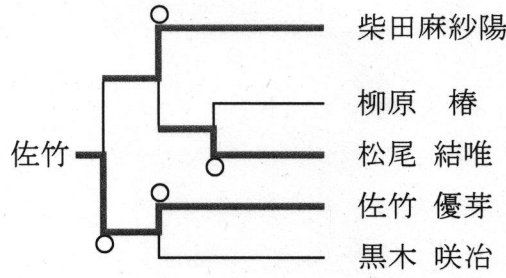 柴田麻紗陽
柳原 椿
佐竹
松尾 結唯
佐竹 優芽
黒木 咲冶